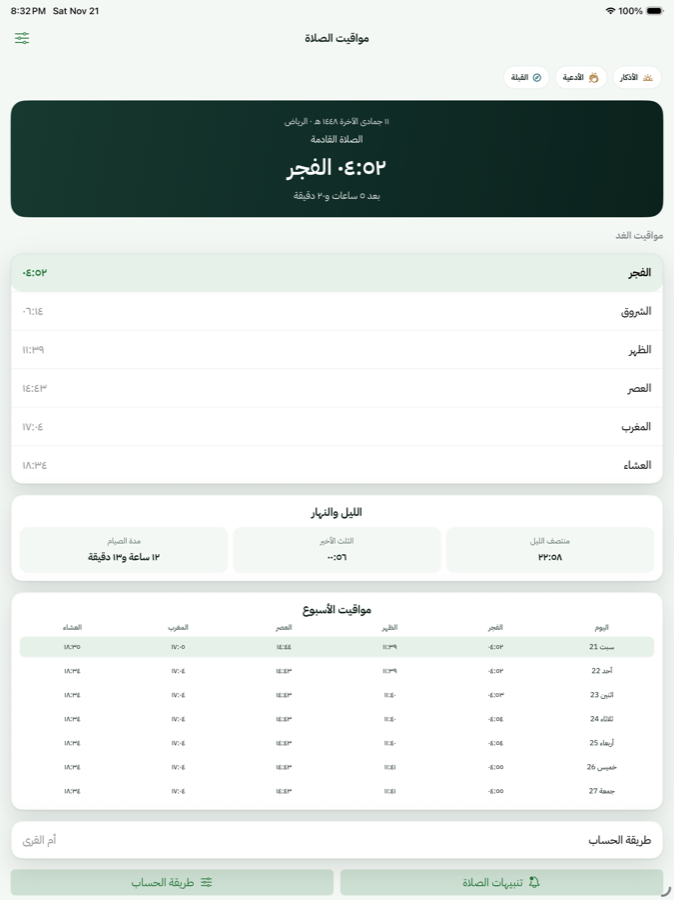 8:32 PM Sat Nov 21 100%
مواقيت الصلاة
الأذكار الأدعية القبلة
١١ جمادى الآخرة ١٤٤٨ هـ · الرياض
الصلاة القادمة
٠٤:٥٢ الفجر
بعد ٥ ساعات و٢٠ دقيقة
مواقيت الغد
الفجر ٠٤:٥٢
الشروق ٠٦:١٤
الظهر ١١:٣٩
العصر ١٤:٤٣
المغرب ١٧:٠٤
العشاء ١٨:٣٤
الليل والنهار
منتصف الليل الثلث الأخير مدة الصيام
٢٢:٥٨ ٠٠:٥٦ ١٢ ساعة و١٣ دقيقة
مواقيت الأسبوع
اليوم الفجر الظهر العصر المغرب العشاء
سبت 21 ٠٤:٥٢ ١١:٣٩ ١٤:٤٤ ١٧:٠٥ ١٨:٣٥
أحد 22 ٠٤:٥٢ ١١:٣٩ ١٤:٤٣ ١٧:٠٤ ١٨:٣٤
اثنين 23 ٠٤:٥٣ ١١:٤٠ ١٤:٤٣ ١٧:٠٤ ١٨:٣٤
ثلاثاء 24 ٠٤:٥٤ ١١:٤٠ ١٤:٤٣ ١٧:٠٤ ١٨:٣٤
أربعاء 25 ٠٤:٥٤ ١١:٤٠ ١٤:٤٣ ١٧:٠٤ ١٨:٣٤
خميس 26 ٠٤:٥٥ ١١:٤١ ١٤:٤٣ ١٧:٠٤ ١٨:٣٤
جمعة 27 ٠٤:٥٥ ١١:٤١ ١٤:٤٣ ١٧:٠٤ ١٨:٣٤
طريقة الحساب أم القرى
تنبيهات الصلاة طريقة الحساب